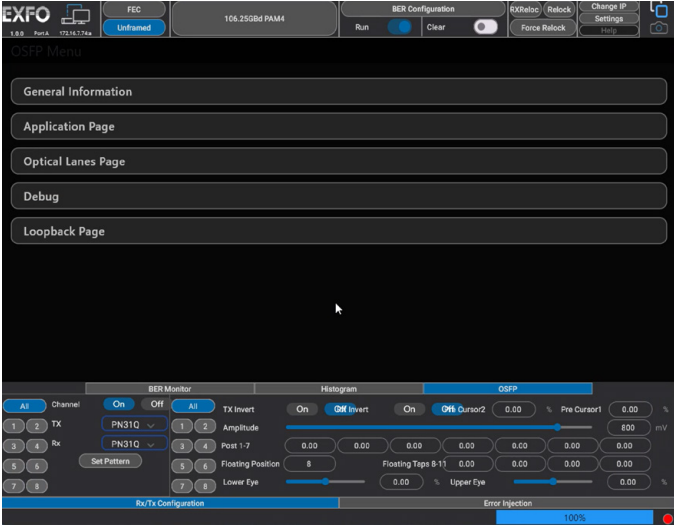 EXFO FEC 106.25GBd PAM4 BER Configuration RXReloc Relock Change IP
1.0.0 Port A 172.16.7.74a Unframed Run Clear Force Relock Settings
Help
OSFP Menu
General Information
Application Page
Optical Lanes Page
Debug
Loopback Page
BER Monitor Histogram OSFP
All Channel On Off All TX Invert On Off Invert On Off Cursor2 0.00 % Pre Cursor1 0.00 %
1 2 TX PN31Q 1 2 Amplitude 800 mV
3 4 Rx PN31Q 3 4 Post 1-7 0.00 0.00 0.00 0.00 0.00 0.00 0.00
5 6 Set Pattern 5 6 Floating Position 8 Floating Taps 8-11 0.00 0.00 0.00 0.00
7 8 7 8 Lower Eye 0.00 % Upper Eye 0.00 %
Rx/Tx Configuration Error Injection
100%